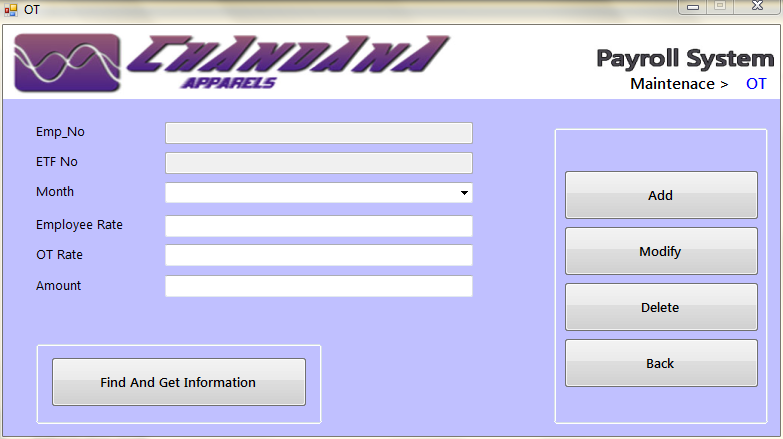 OT
CHANDANA
APPARELS
Payroll System
Maintenace > OT
Emp_No
ETF No
Month
Employee Rate
OT Rate
Amount
Add
Modify
Delete
Back
Find And Get Information